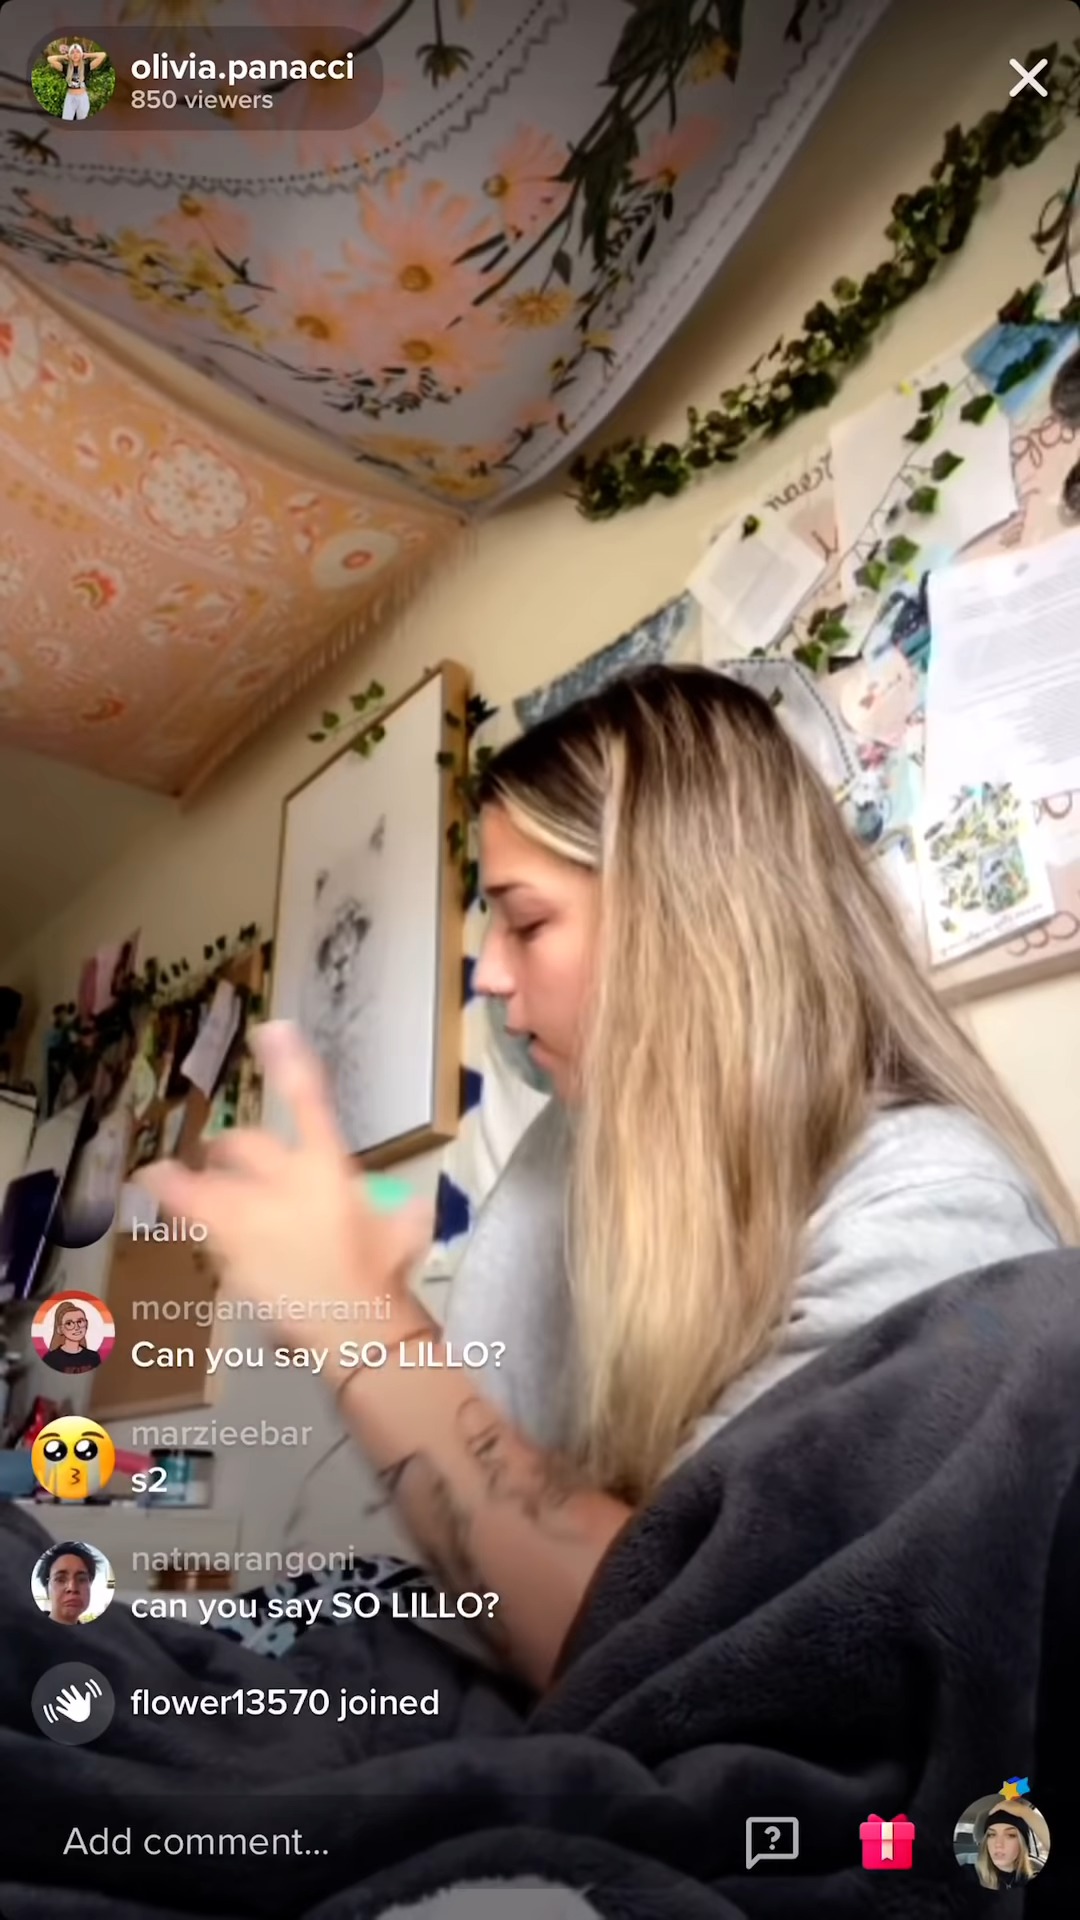 olivia.panacci
850 viewers
hallo
morganaferranti
Can you say SO LILLO?
marzieebar
s2
natmarangoni
can you say SO LILLO?
flower13570 joined
Add comment...
?